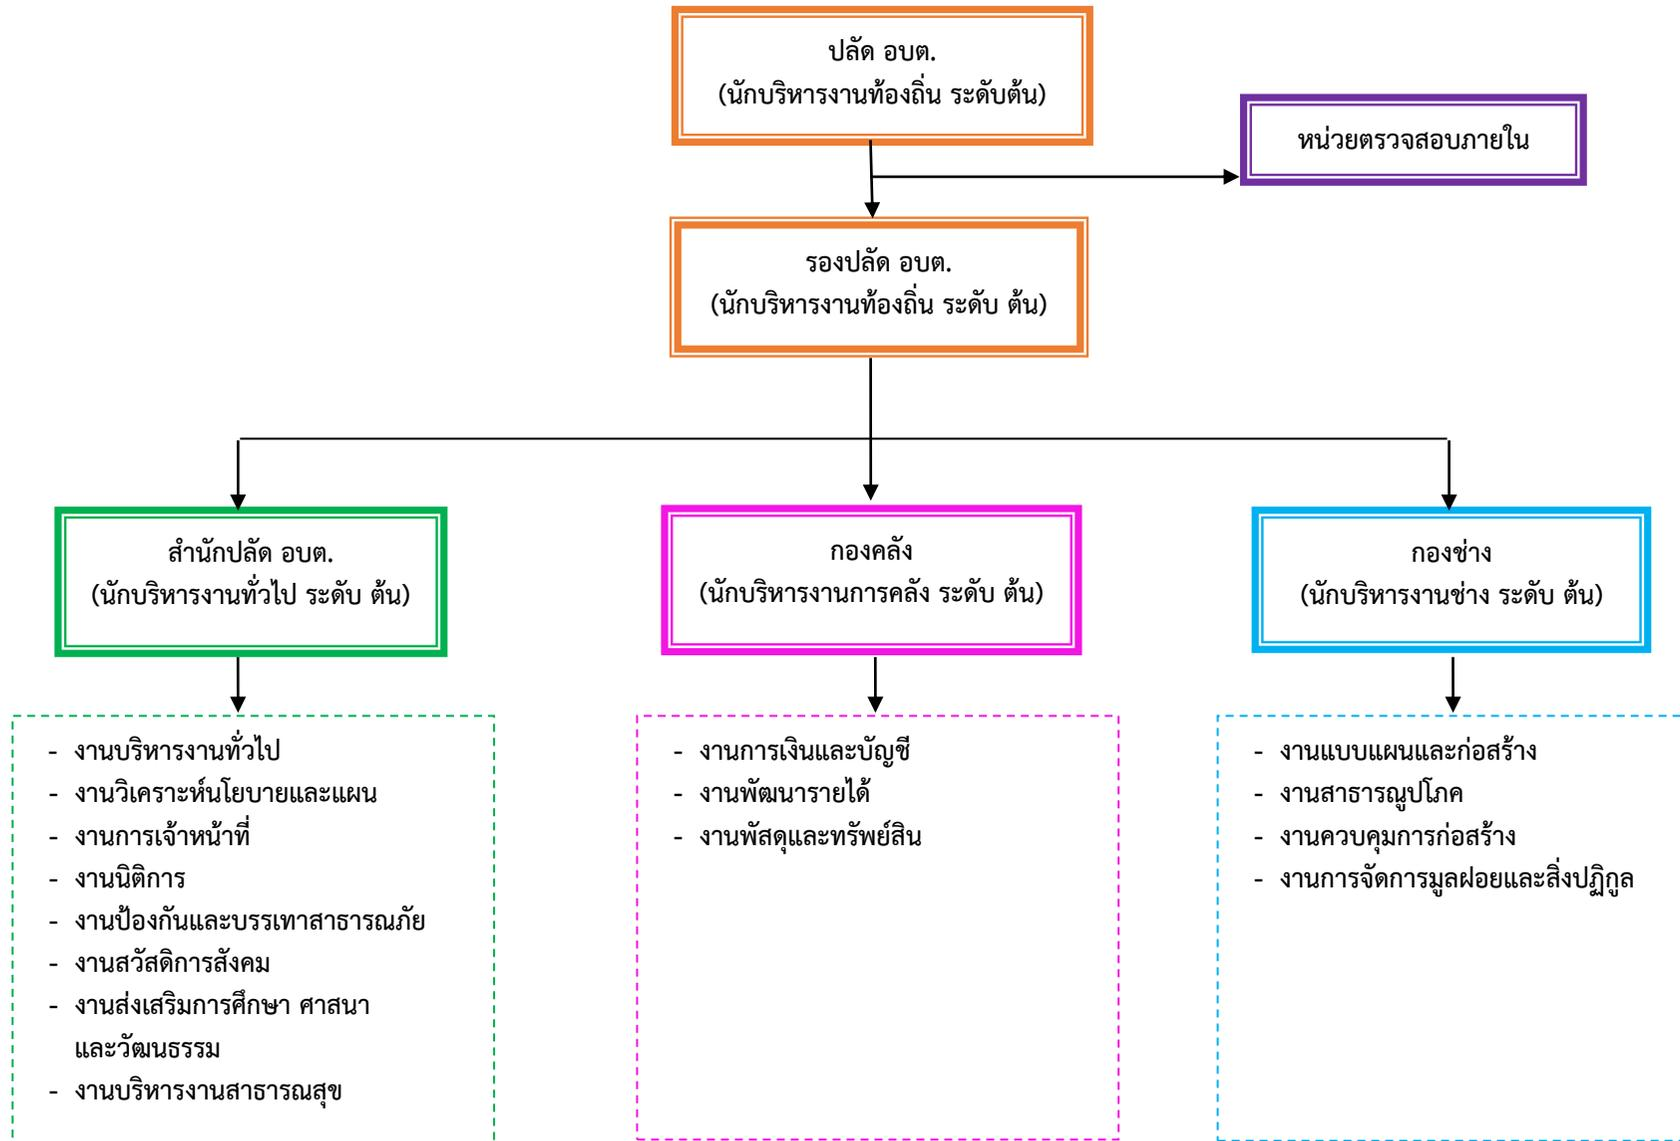 ปลัด อบต.
(นักบริหารงานท้องถิ่น ระดับต้น)
หน่วยตรวจสอบภายใน
รองปลัด อบต.
(นักบริหารงานท้องถิ่น ระดับ ต้น)
สำนักปลัด อบต.
(นักบริหารงานทั่วไป ระดับ ต้น)
กองคลัง
(นักบริหารงานการคลัง ระดับ ต้น)
กองช่าง
(นักบริหารงานช่าง ระดับ ต้น)
- งานบริหารงานทั่วไป
- งานวิเคราะห์นโยบายและแผน
- งานการเจ้าหน้าที่
- งานนิติการ
- งานป้องกันและบรรเทาสาธารณภัย
- งานสวัสดิการสังคม
- งานส่งเสริมการศึกษา ศาสนา
และวัฒนธรรม
- งานบริหารงานสาธารณสุข
- งานการเงินและบัญชี
- งานพัฒนารายได้
- งานพัสดุและทรัพย์สิน
- งานแบบแผนและก่อสร้าง
- งานสาธารณูปโภค
- งานควบคุมการก่อสร้าง
- งานการจัดการมูลฝอยและสิ่งปฏิกูล